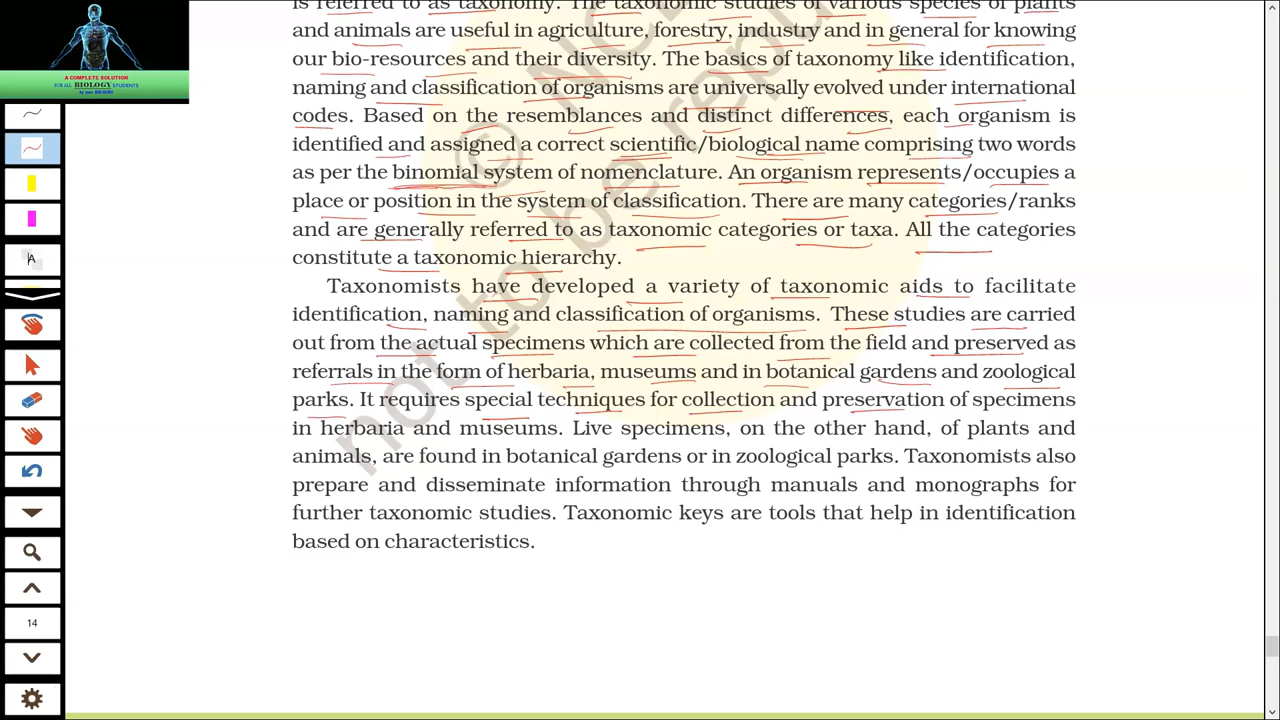 A COMPLETE SOLUTION
FOR ALL BIOLOGY STUDENTS
is referred to as taxonomy. The taxonomic studies of various species of plants
and animals are useful in agriculture, forestry, industry and in general for knowing
our bio-resources and their diversity. The basics of taxonomy like identification,
naming and classification of organisms are universally evolved under international
codes. Based on the resemblances and distinct differences, each organism is
identified and assigned a correct scientific/biological name comprising two words
as per the binomial system of nomenclature. An organism represents/occupies a
place or position in the system of classification. There are many categories/ranks
and are generally referred to as taxonomic categories or taxa. All the categories
constitute a taxonomic hierarchy.
Taxonomists have developed a variety of taxonomic aids to facilitate
identification, naming and classification of organisms. These studies are carried
out from the actual specimens which are collected from the field and preserved as
referrals in the form of herbaria, museums and in botanical gardens and zoological
parks. It requires special techniques for collection and preservation of specimens
in herbaria and museums. Live specimens, on the other hand, of plants and
animals, are found in botanical gardens or in zoological parks. Taxonomists also
prepare and disseminate information through manuals and monographs for
further taxonomic studies. Taxonomic keys are tools that help in identification
based on characteristics.
© NC
not to be repu
A
14